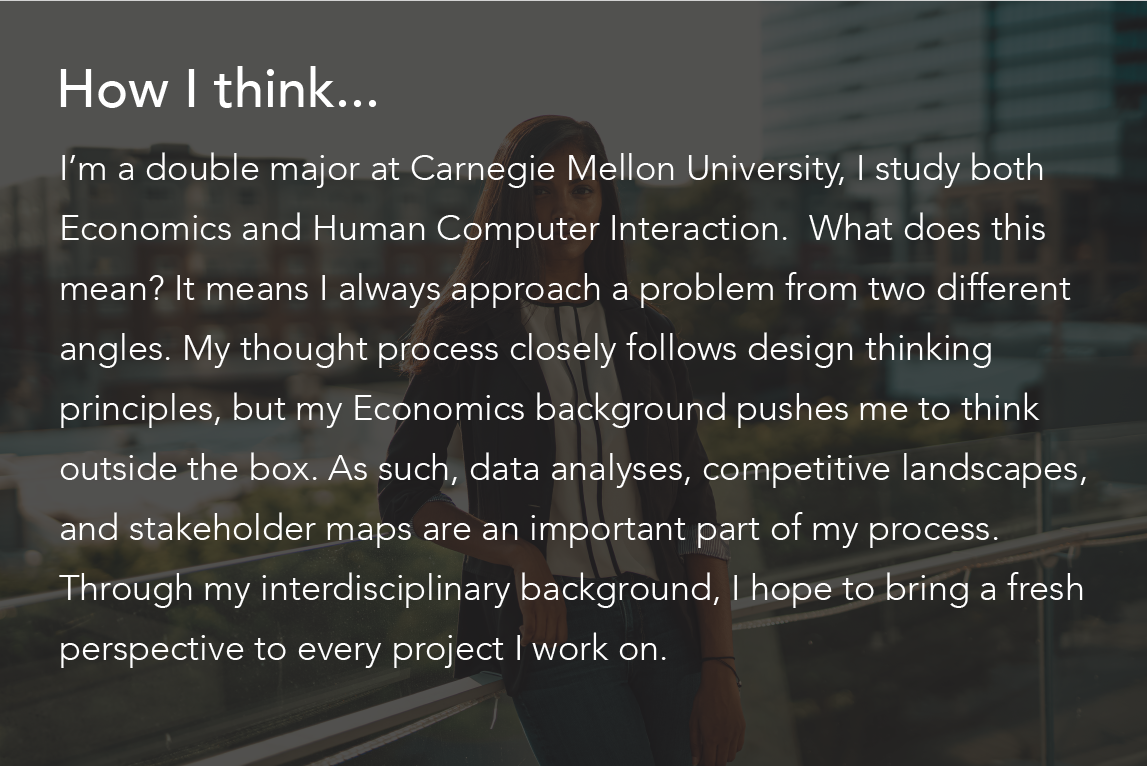 How I think...
I’m a double major at Carnegie Mellon University, I study both
Economics and Human Computer Interaction.  What does this
mean? It means I always approach a problem from two different
angles. My thought process closely follows design thinking
principles, but my Economics background pushes me to think
outside the box. As such, data analyses, competitive landscapes,
and stakeholder maps are an important part of my process.
Through my interdisciplinary background, I hope to bring a fresh
perspective to every project I work on.